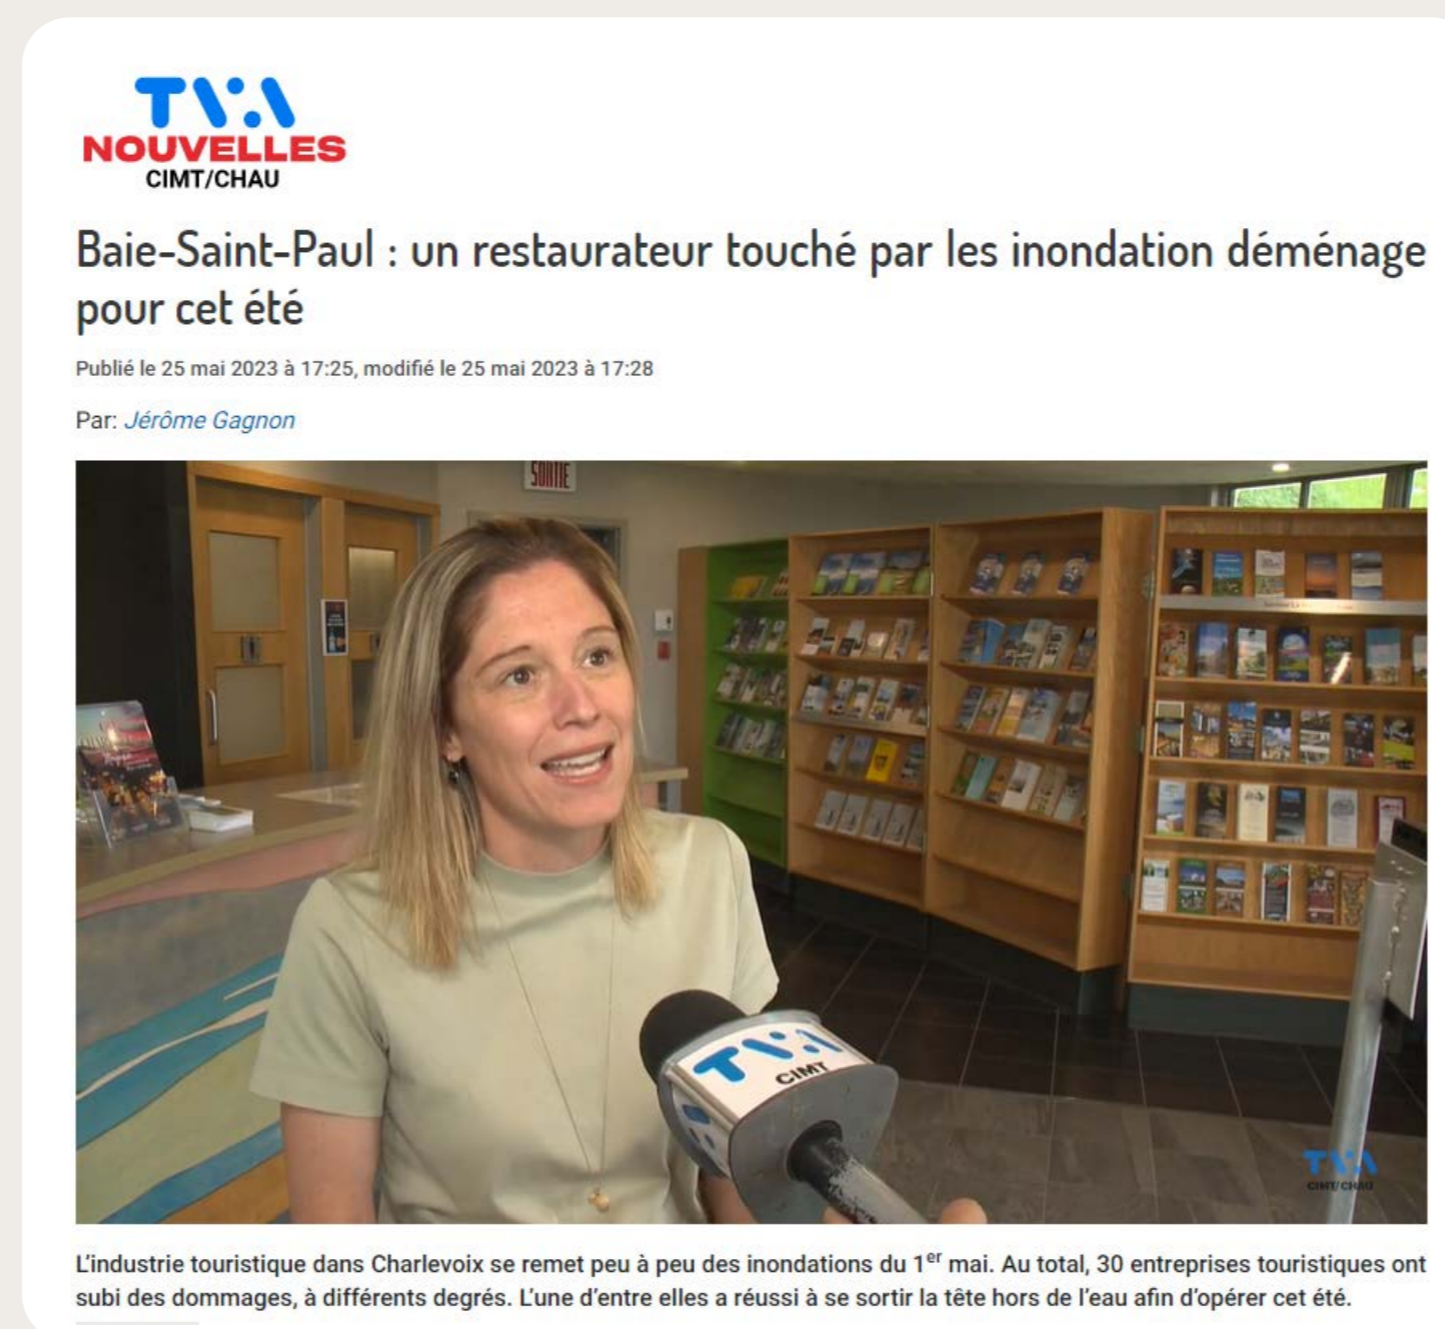 TVA
NOUVELLES
CIMT/CHAU
Baie-Saint-Paul : un restaurateur touché par les inondation déménage
pour cet été
Publié le 25 mai 2023 à 17:25, modifié le 25 mai 2023 à 17:28
Par: Jérôme Gagnon
SORTIE
TVA
CIMT
TVA
CIMT/CHAU
L'industrie touristique dans Charlevoix se remet peu à peu des inondations du 1er mai. Au total, 30 entreprises touristiques ont
subi des dommages, à différents degrés. L'une d'entre elles a réussi à se sortir la tête hors de l'eau afin d'opérer cet été.